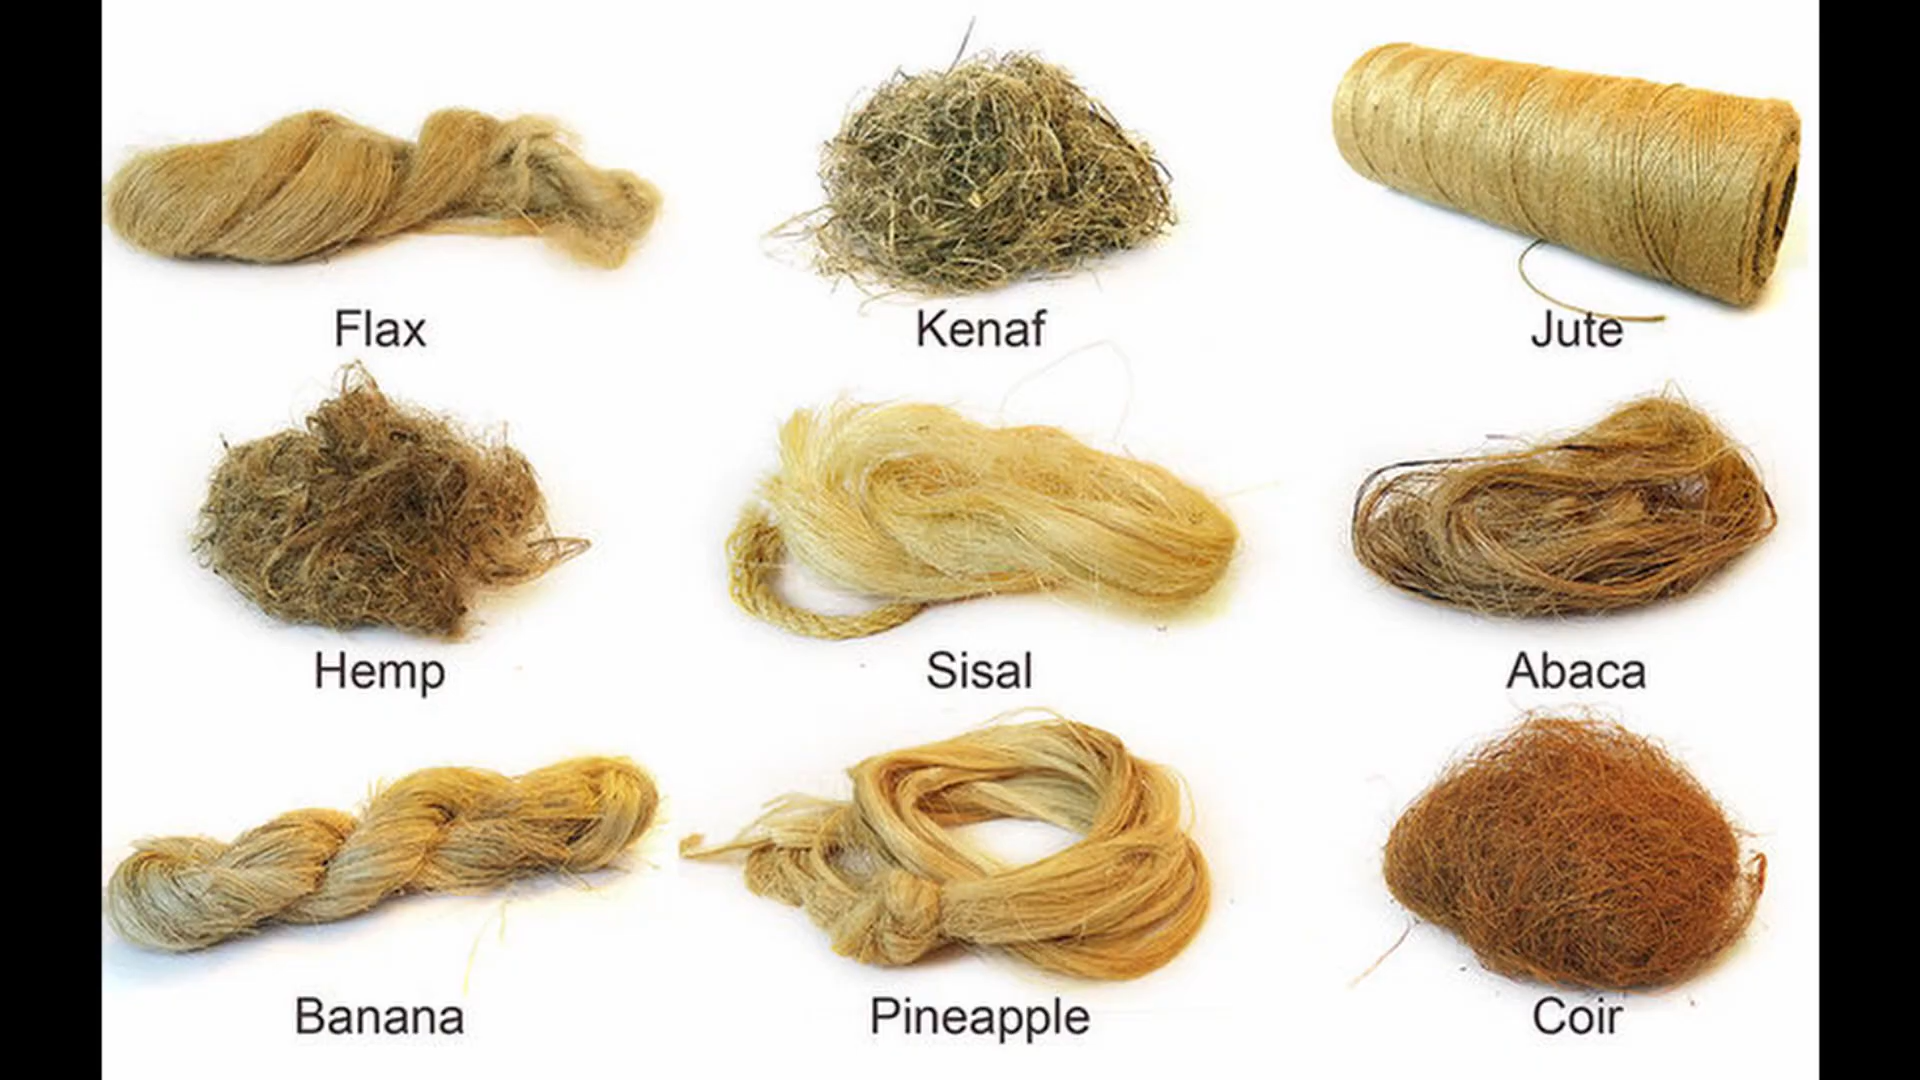 Flax
Kenaf
Jute
Hemp
Sisal
Abaca
Banana
Pineapple
Coir